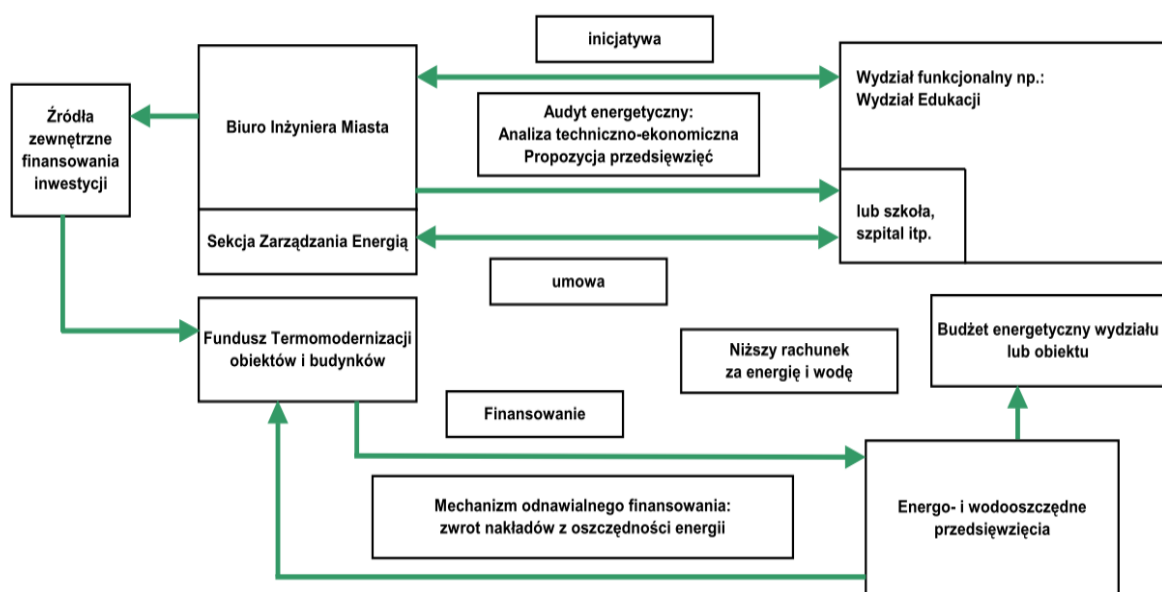 inicjatywa
Źródła
zewnętrzne
finansowania
inwestycji
Biuro Inżyniera Miasta
Audyt energetyczny:
Analiza techniczno-ekonomiczna
Propozycja przedsięwzięć
Wydział funkcjonalny np.:
Wydział Edukacji
lub szkoła,
szpital itp.
Sekcja Zarządzania Energią
umowa
Fundusz Termomodernizacji
obiektów i budynków
Niższy rachunek
za energię i wodę
Budżet energetyczny wydziału
lub obiektu
Finansowanie
Mechanizm odnawialnego finansowania:
zwrot nakładów z oszczędności energii
Energo- i wodooszczędne
przedsięwzięcia